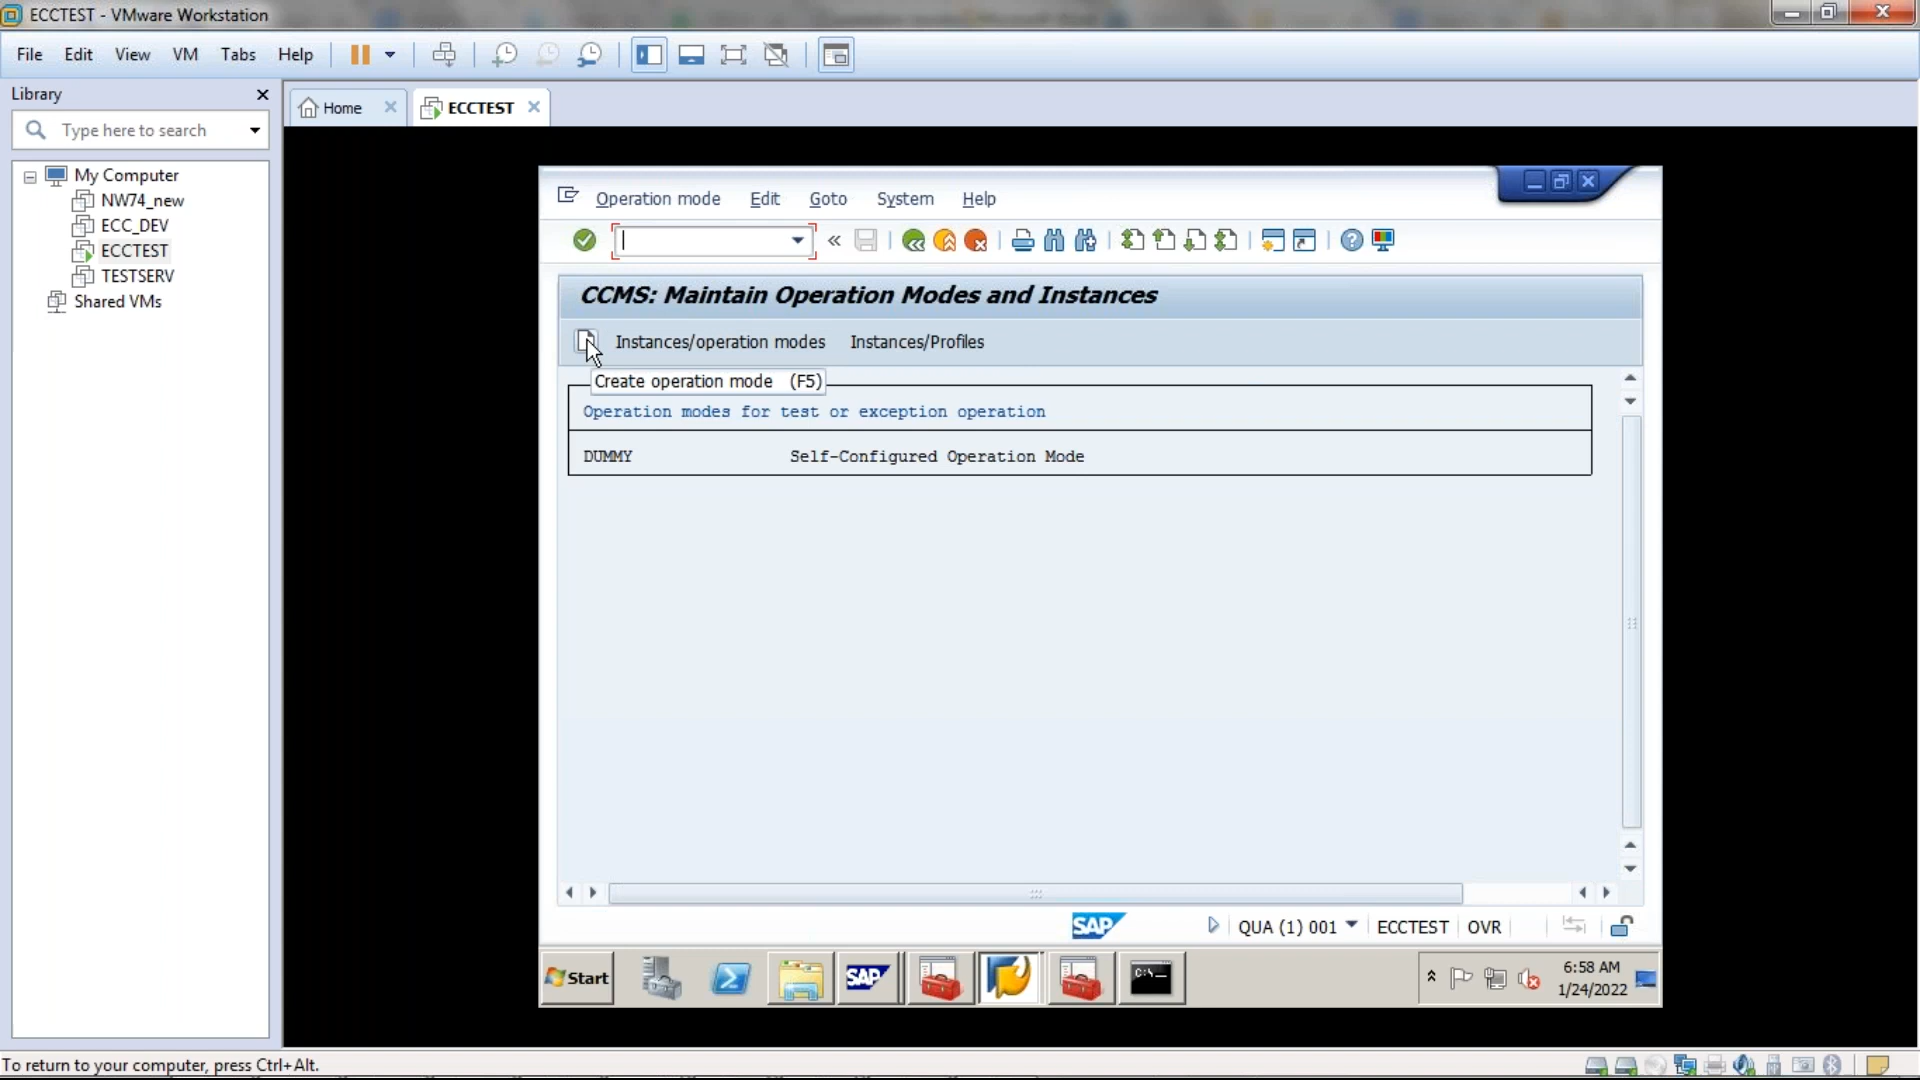 ECCTEST - VMware Workstation
File Edit View VM Tabs Help
Library
Home
ECCTEST
Type here to search
My Computer
NW74_new
ECC_DEV
ECCTEST
TESTSERV
Shared VMs
Operation mode Edit Goto System Help
CCMS: Maintain Operation Modes and Instances
Instances/operation modes Instances/Profiles
Create operation mode (F5)
Operation modes for test or exception operation
DUMMY Self-Configured Operation Mode
SAP QUA (1) 001 ECCTEST OVR
Start
SAP
C:\_
6:58 AM
1/24/2022
To return to your computer, press Ctrl+Alt.